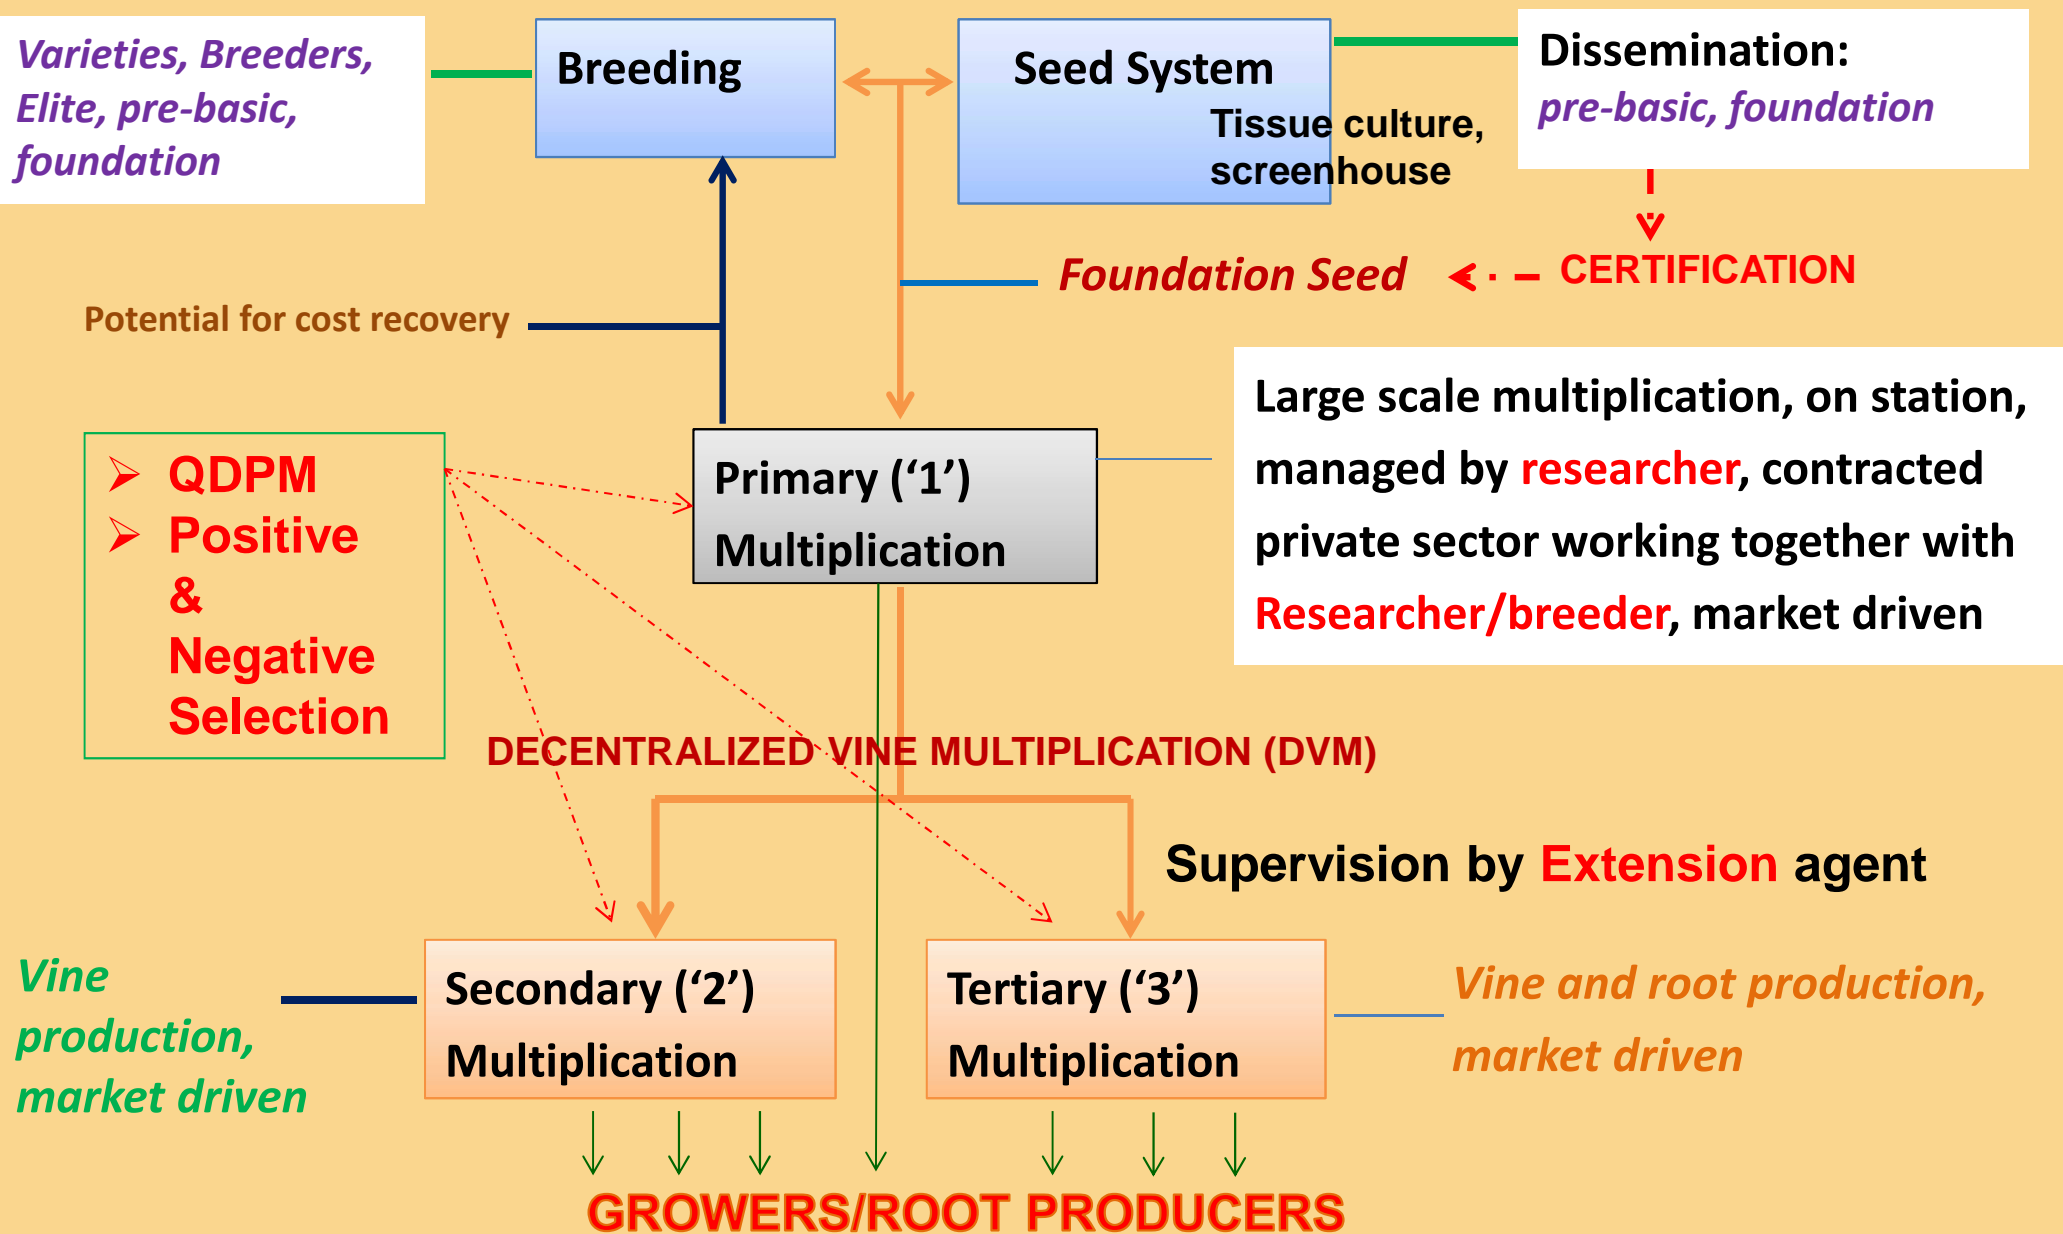 Varieties, Breeders,
Elite, pre-basic,
foundation
Breeding
Seed System
Tissue culture,
screenhouse
Dissemination:
pre-basic, foundation
Foundation Seed
CERTIFICATION
Potential for cost recovery
Large scale multiplication, on station,
managed by researcher, contracted
private sector working together with
Researcher/breeder, market driven
➢ QDPM
➢ Positive
&
Negative
Selection
Primary (‘1’)
Multiplication
DECENTRALIZED VINE MULTIPLICATION (DVM)
Supervision by Extension agent
Vine
production,
market driven
Secondary (‘2’)
Multiplication
Tertiary (‘3’)
Multiplication
Vine and root production,
market driven
GROWERS/ROOT PRODUCERS